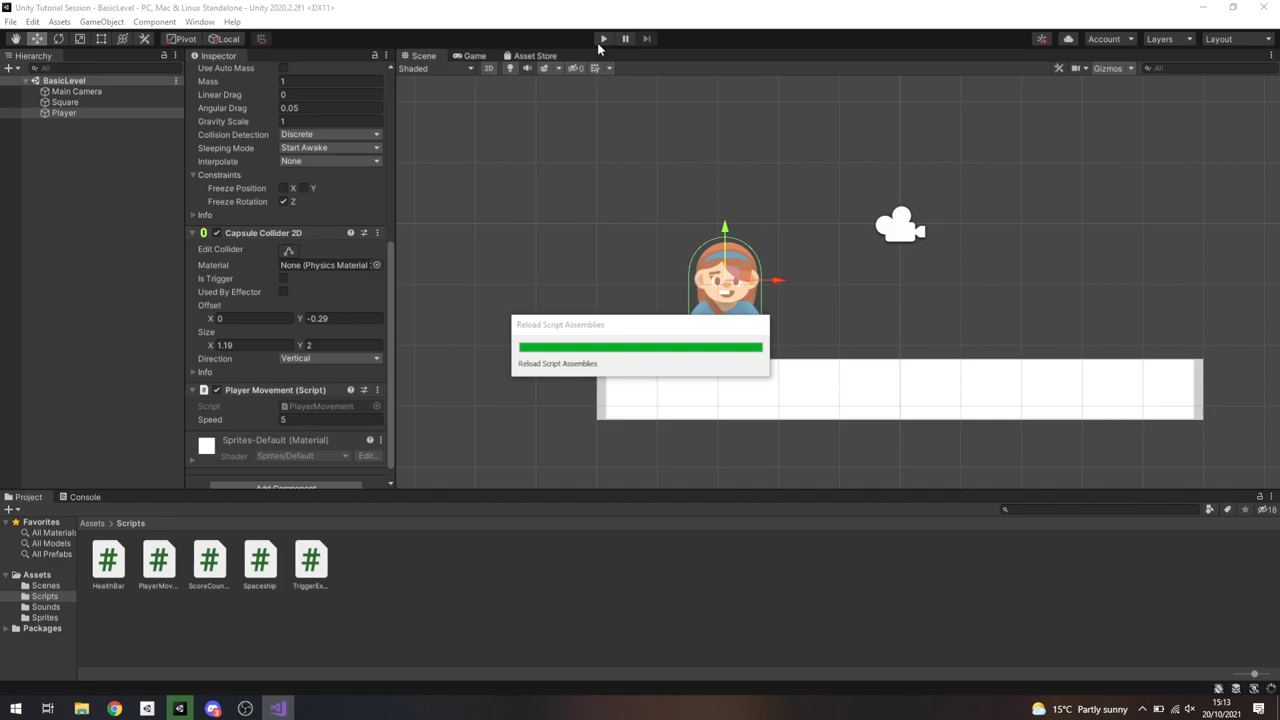 Unity Tutorial Session - BasicLevel - PC, Mac & Linux Standalone - Unity 2020.2.2f1 <DX11>
File Edit Assets GameObject Component Window Help
Pivot Local Account Layers Layout
Hierarchy
All
BasicLevel
Main Camera
Square
Player
Inspector
Use Auto Mass
Mass 1
Linear Drag 0
Angular Drag 0.05
Gravity Scale 1
Collision Detection Discrete
Sleeping Mode Start Awake
Interpolate None
Constraints
Freeze Position X Y
Freeze Rotation Z
Info
Capsule Collider 2D
Edit Collider
Material None (Physics Material
Is Trigger
Used By Effector
Offset
X 0 Y -0.29
Size
X 1.19 Y 2
Direction Vertical
Info
Player Movement (Script)
Script PlayerMovement
Speed 5
Sprites-Default (Material)
Shader Sprites/Default Edit...
Add Component
Scene Game Asset Store
Shaded 2D 0 Gizmos All
Reload Script Assemblies
Reload Script Assemblies
Project Console
18
Favorites
All Materials
All Models
All Prefabs
Assets
Scenes
Scripts
Sounds
Sprites
Packages
Assets > Scripts
HealthBar PlayerMov... ScoreCoun... Spaceship TriggerEx...
15°C Partly sunny
15:13
20/10/2021